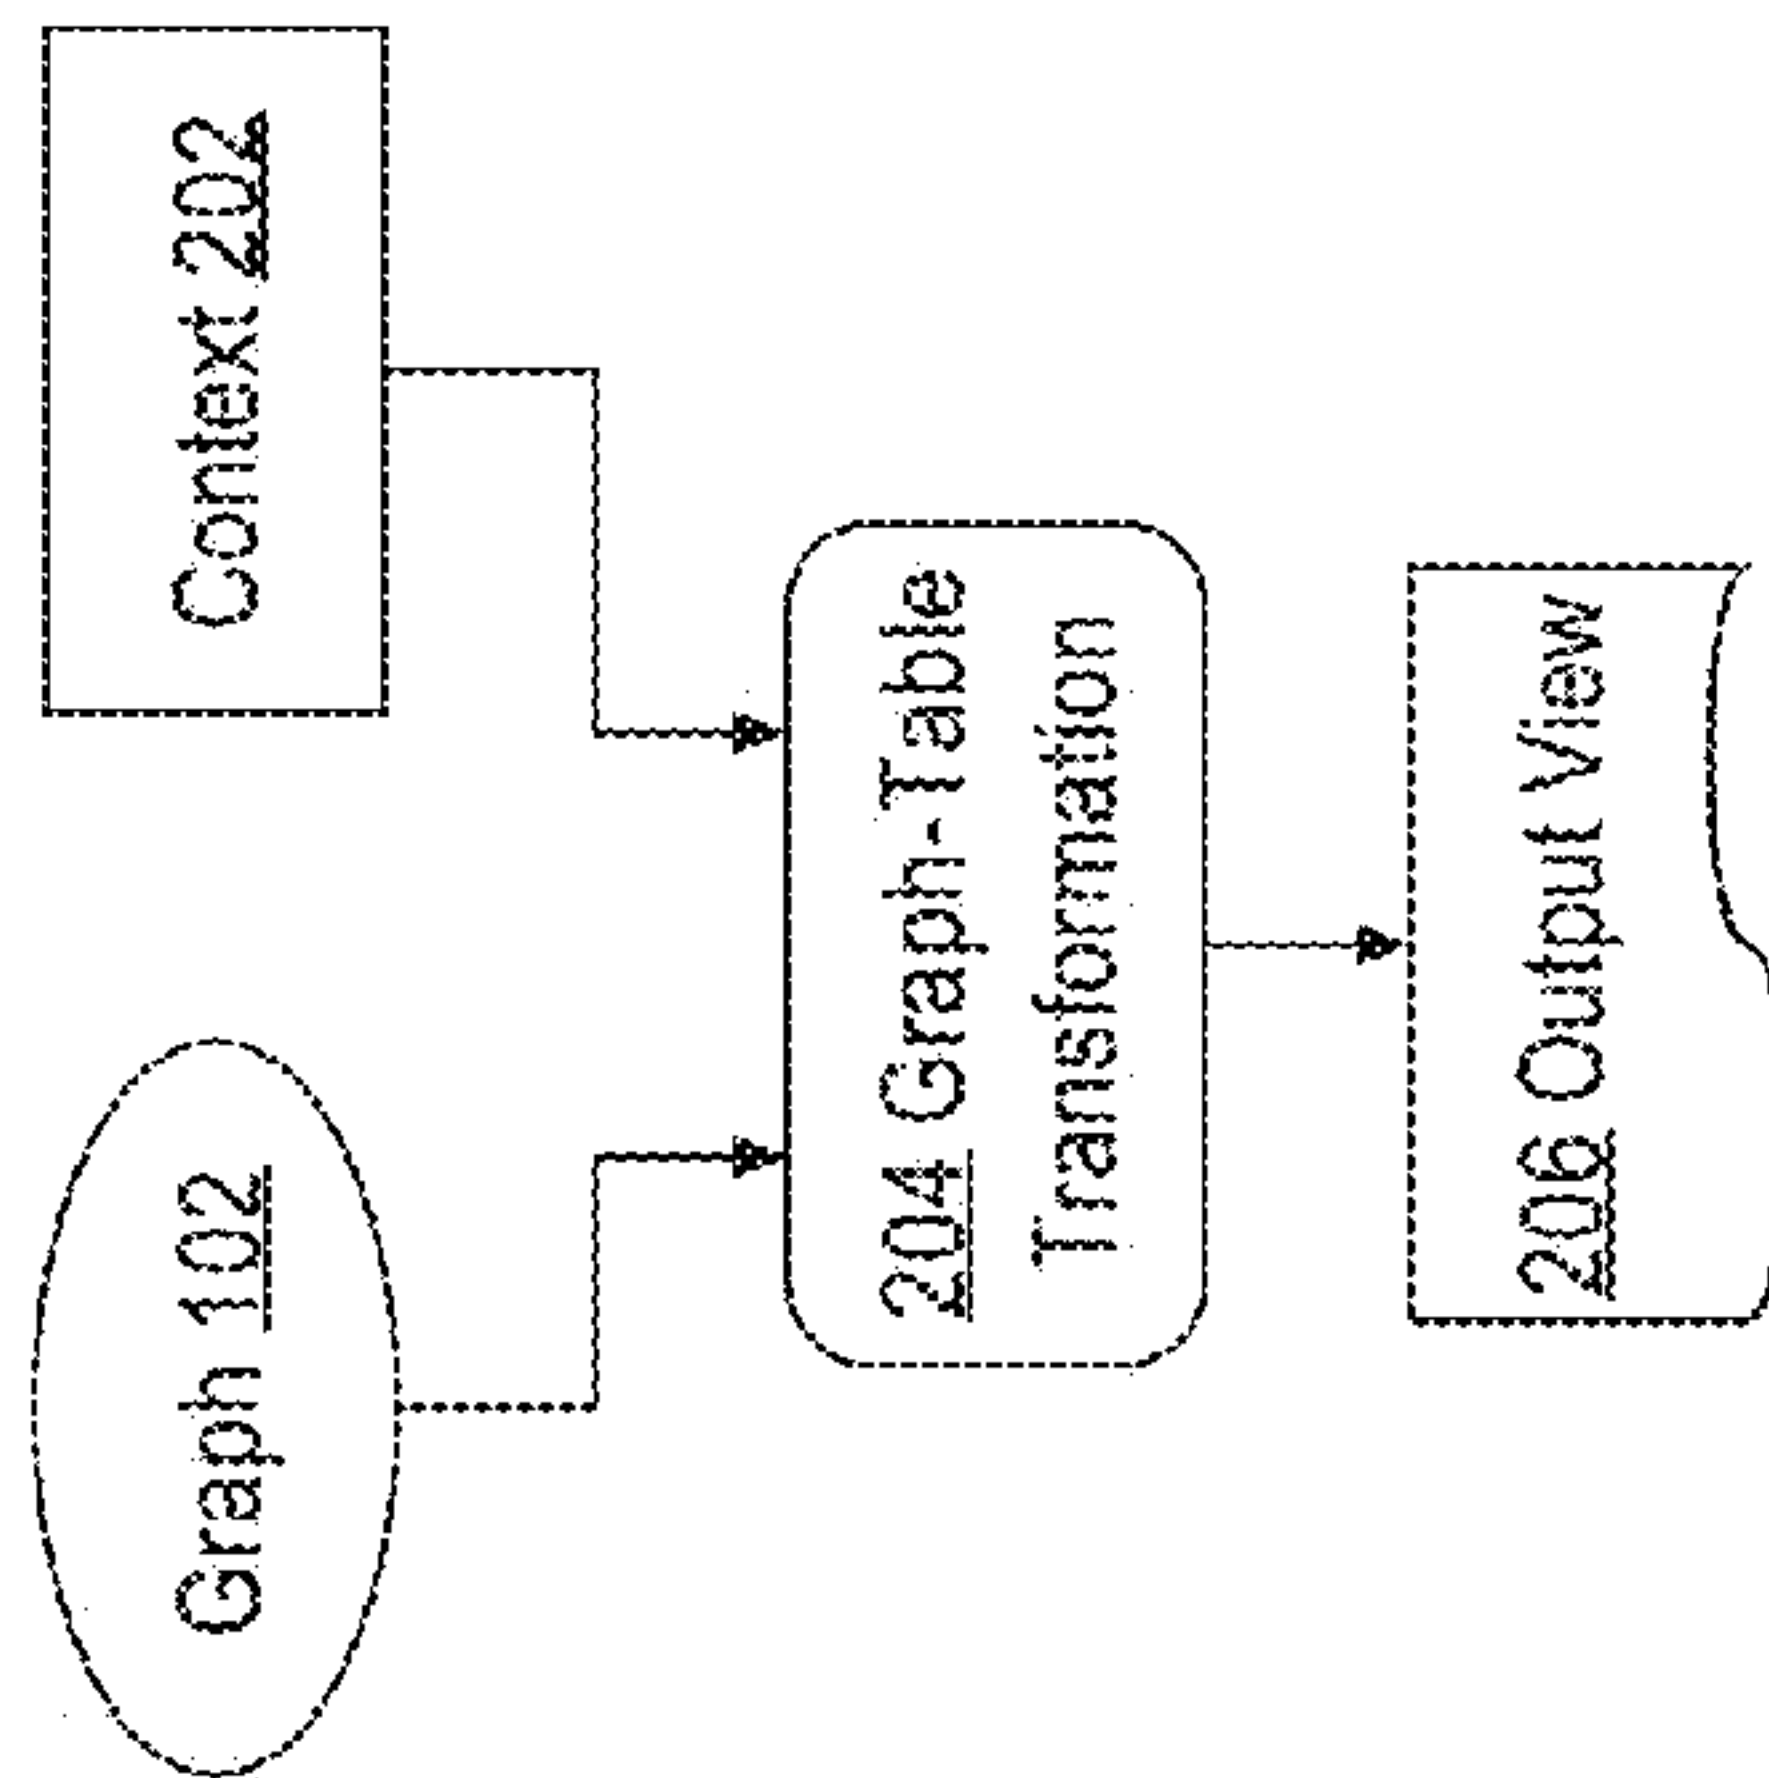 Graph 102
Context 202
204 Graph-Table
Transformation
206 Output View